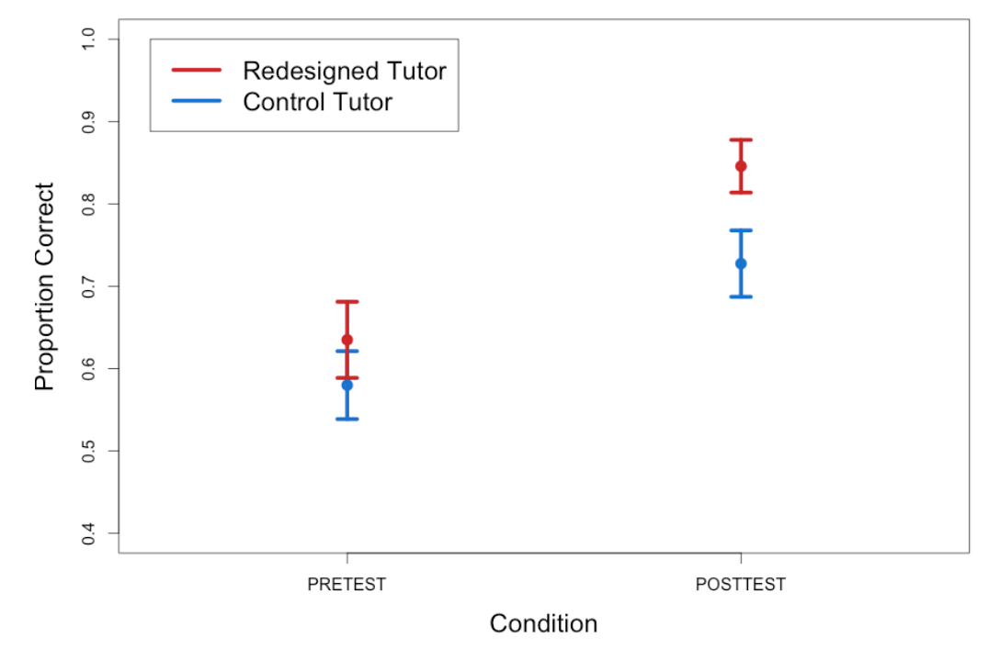 Redesigned Tutor
Control Tutor
Proportion Correct
1.0
0.9
0.8
0.7
0.6
0.5
0.4
PRETEST POSTTEST
Condition